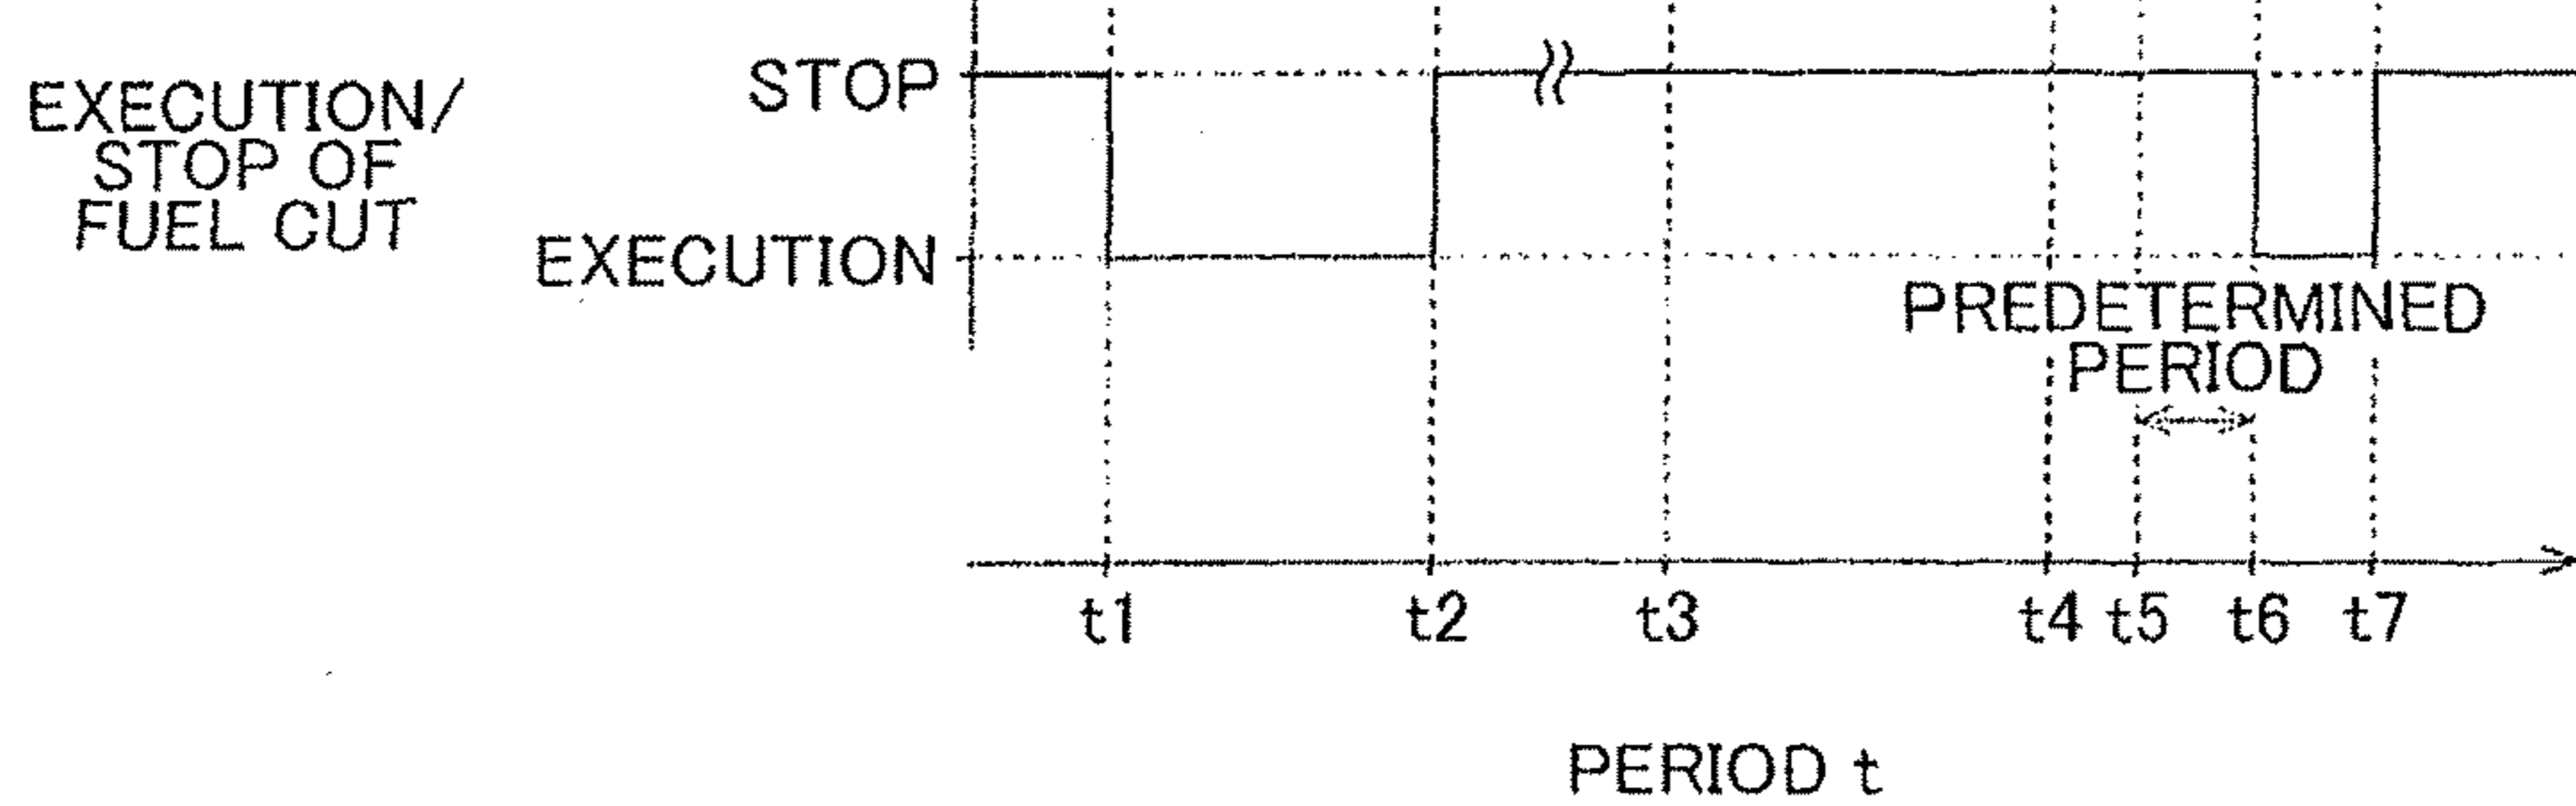 EXECUTION/
STOP OF
FUEL CUT
STOP
EXECUTION
PREDETERMINED
PERIOD
t1 t2 t3 t4 t5 t6 t7
PERIOD t